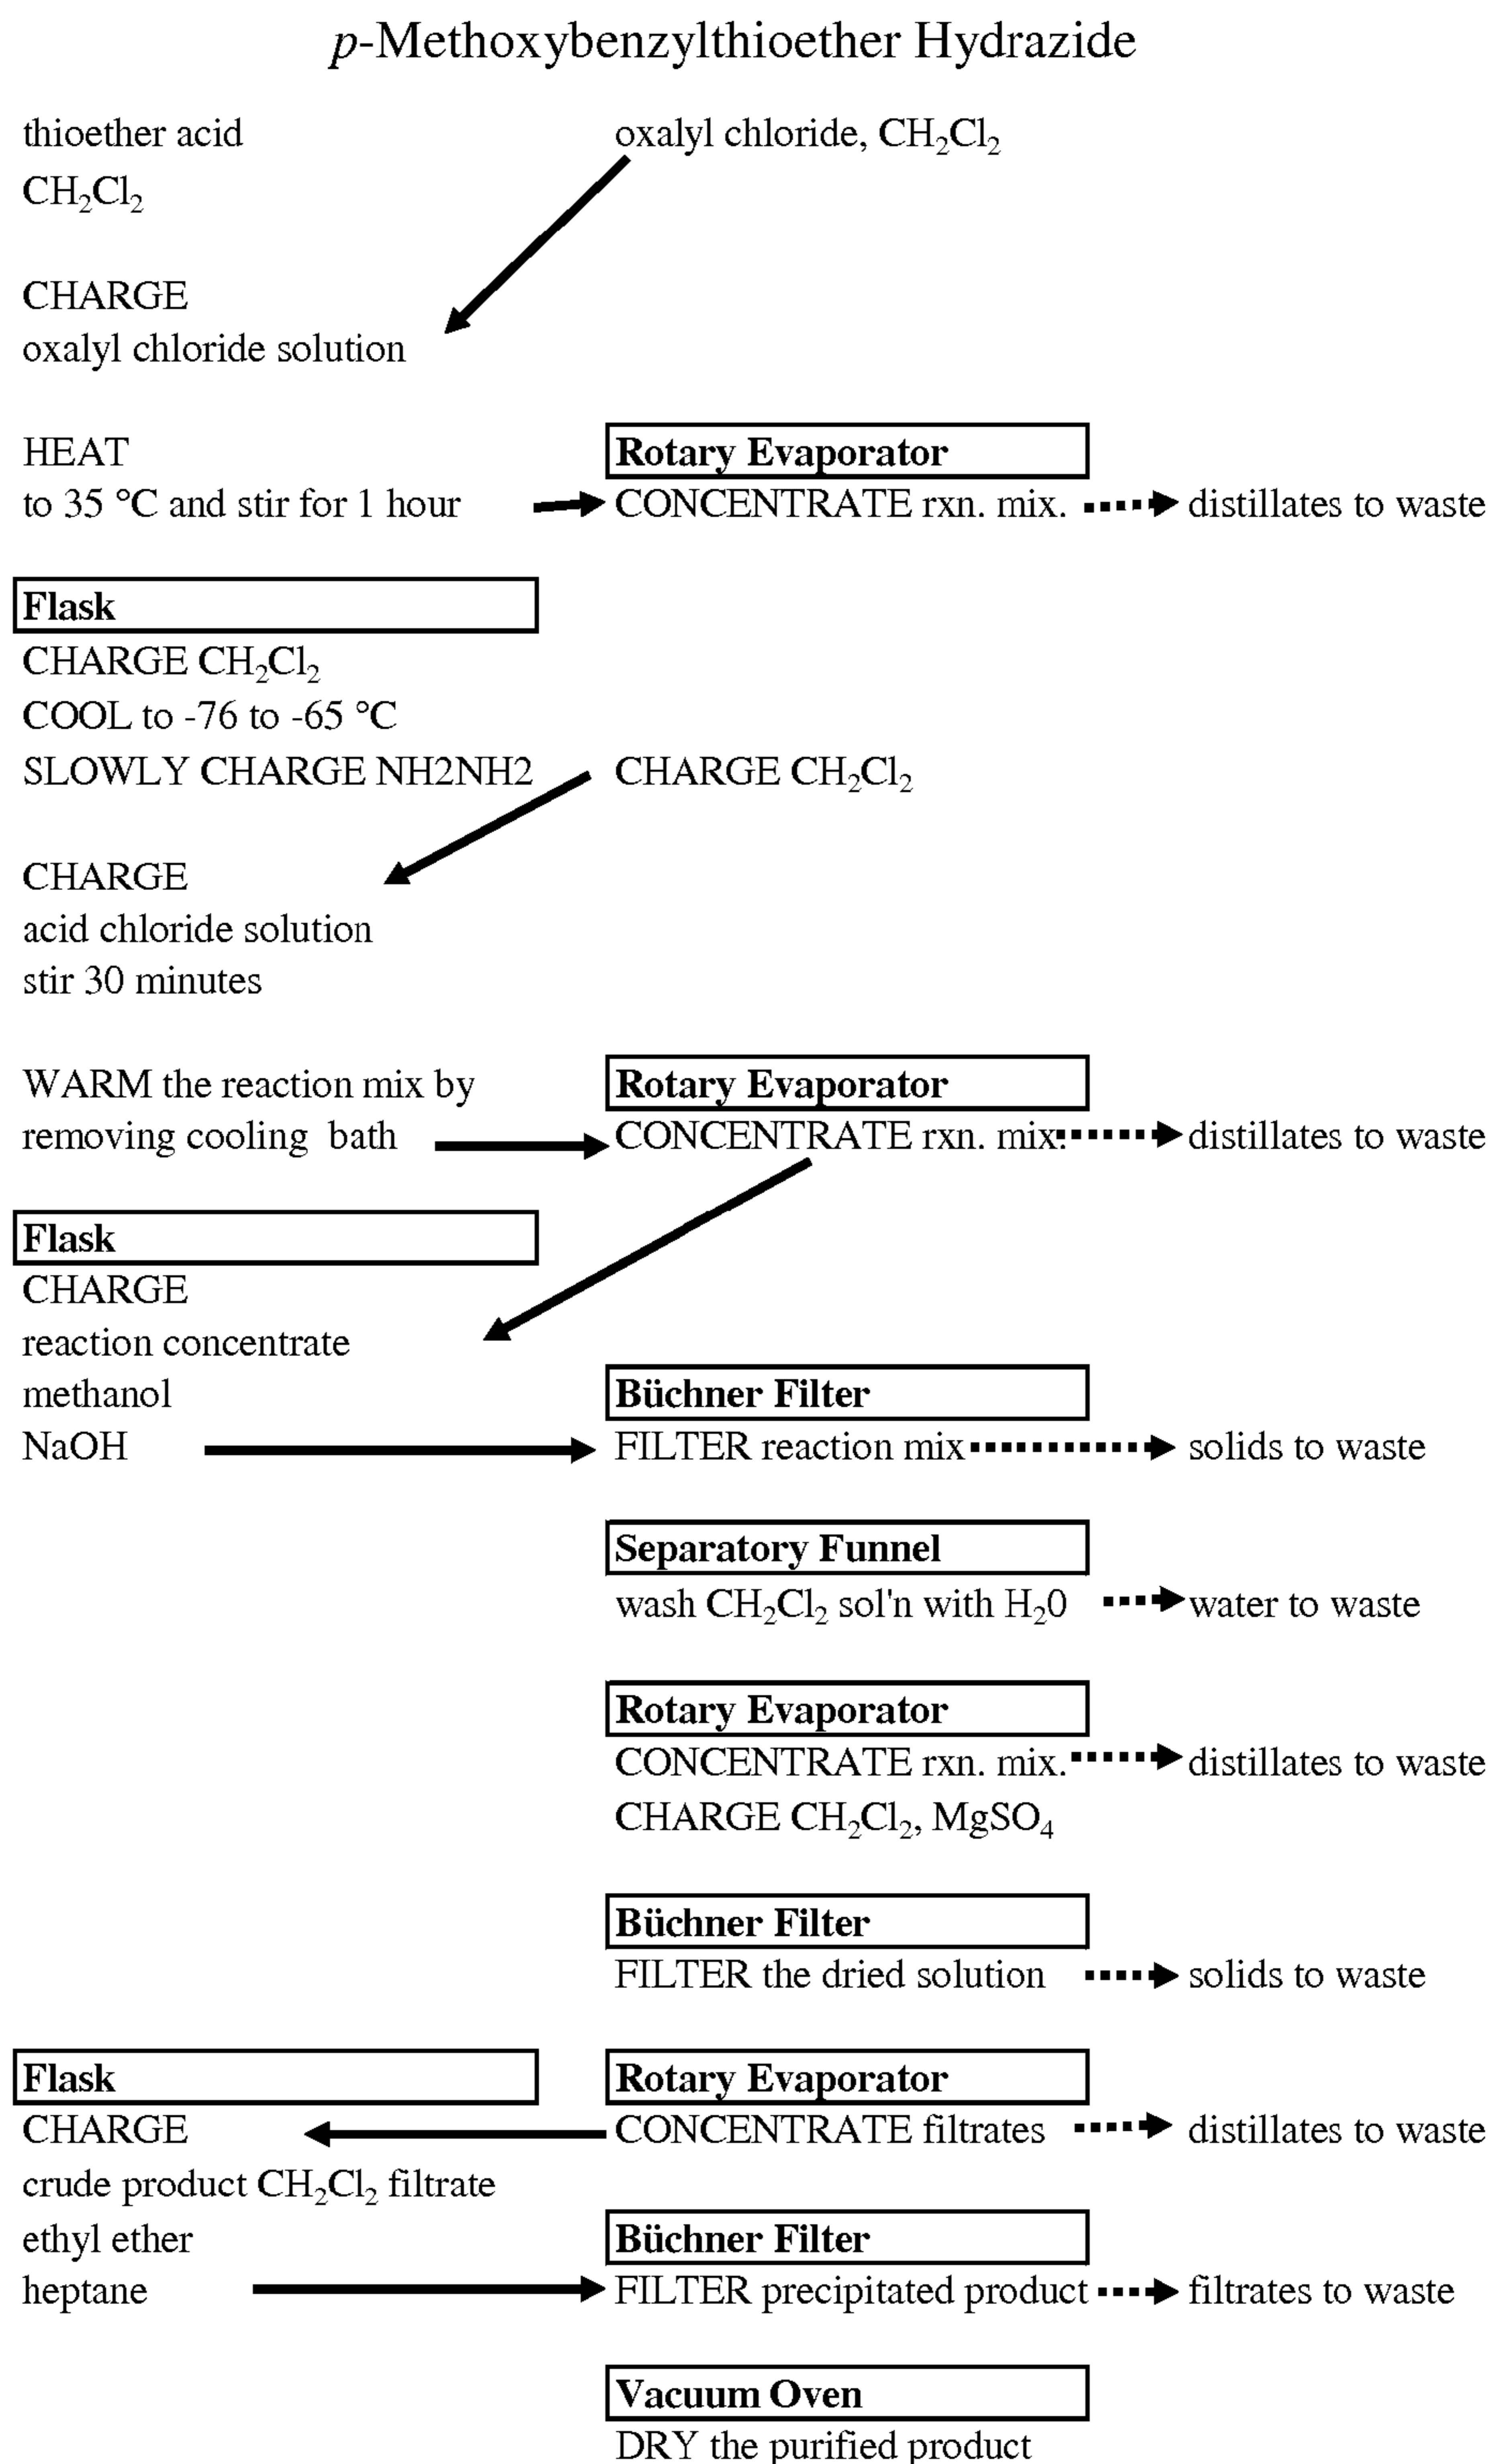 p-Methoxybenzylthioether Hydrazide
thioether acid
oxalyl chloride, CH₂Cl₂
CH₂Cl₂
CHARGE
oxalyl chloride solution
HEAT
Rotary Evaporator
to 35 °C and stir for 1 hour
CONCENTRATE rxn. mix.
distillates to waste
Flask
CHARGE CH₂Cl₂
COOL to -76 to -65 °C
SLOWLY CHARGE NH2NH2
CHARGE CH₂Cl₂
CHARGE
acid chloride solution
stir 30 minutes
WARM the reaction mix by
Rotary Evaporator
removing cooling bath
CONCENTRATE rxn. mix.
distillates to waste
Flask
CHARGE
reaction concentrate
methanol
Büchner Filter
NaOH
FILTER reaction mix
solids to waste
Separatory Funnel
wash CH₂Cl₂ sol'n with H₂0
water to waste
Rotary Evaporator
CONCENTRATE rxn. mix.
distillates to waste
CHARGE CH₂Cl₂, MgSO₄
Büchner Filter
FILTER the dried solution
solids to waste
Flask
Rotary Evaporator
CHARGE
CONCENTRATE filtrates
distillates to waste
crude product CH₂Cl₂ filtrate
ethyl ether
Büchner Filter
heptane
FILTER precipitated product
filtrates to waste
Vacuum Oven
DRY the purified product